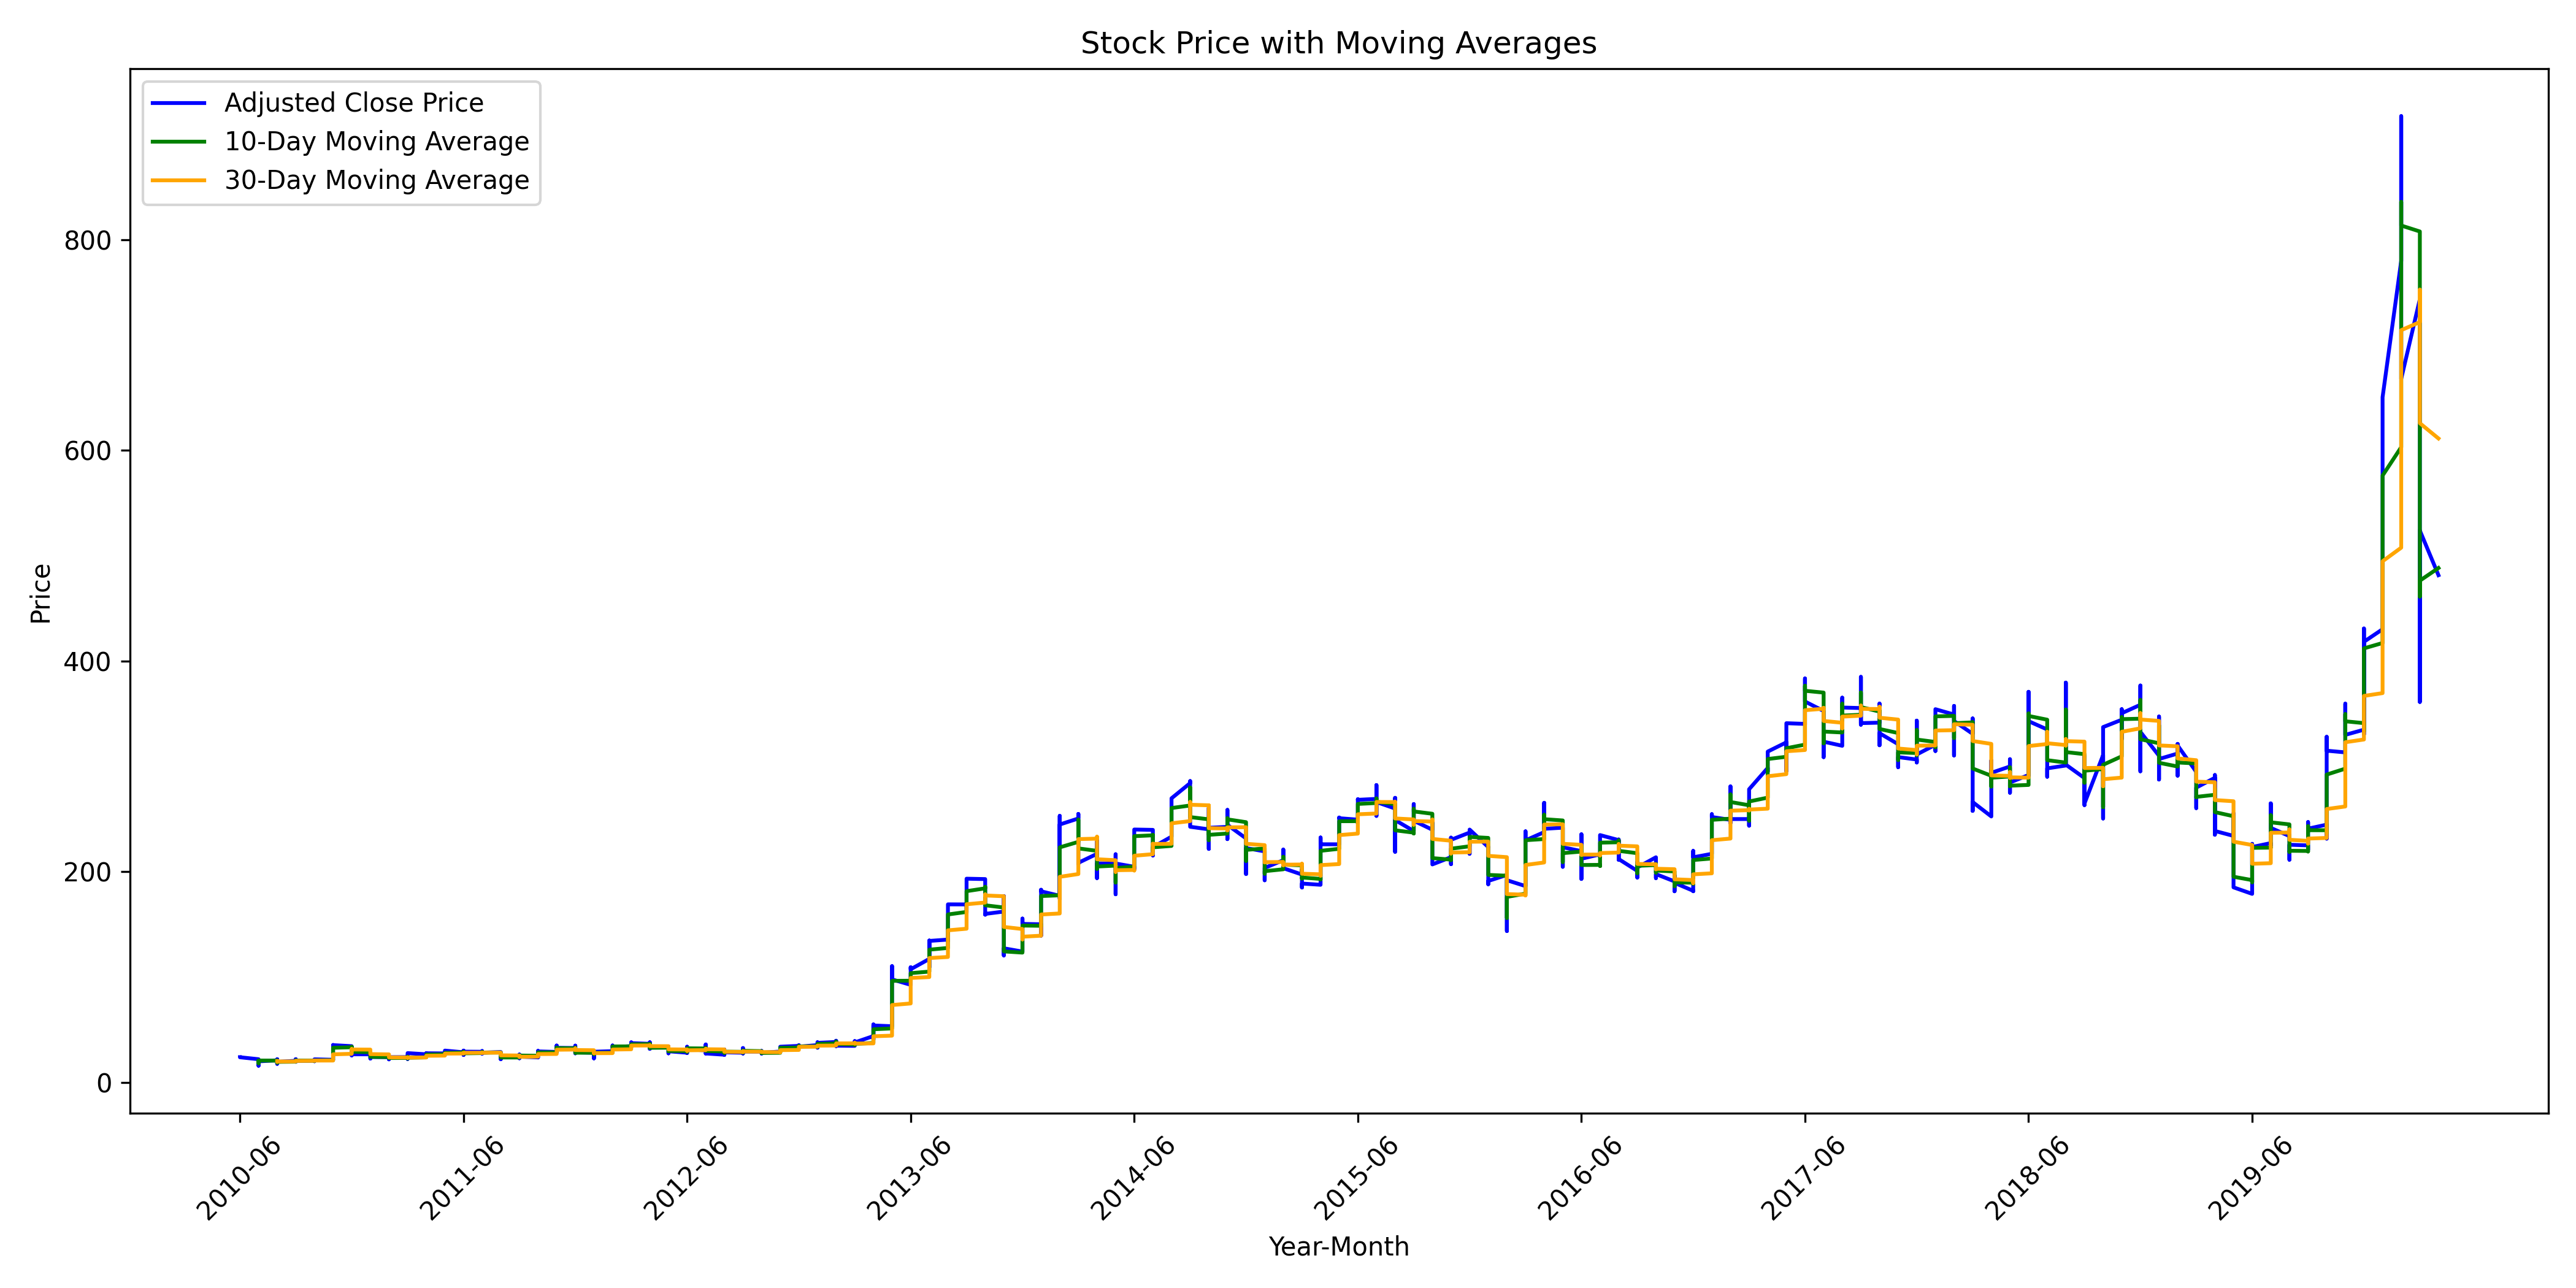 Stock Price with Moving Averages
Adjusted Close Price
10-Day Moving Average
30-Day Moving Average
Price
800
600
400
200
0
2010-06
2011-06
2012-06
2013-06
2014-06
2015-06
2016-06
2017-06
2018-06
2019-06
Year-Month